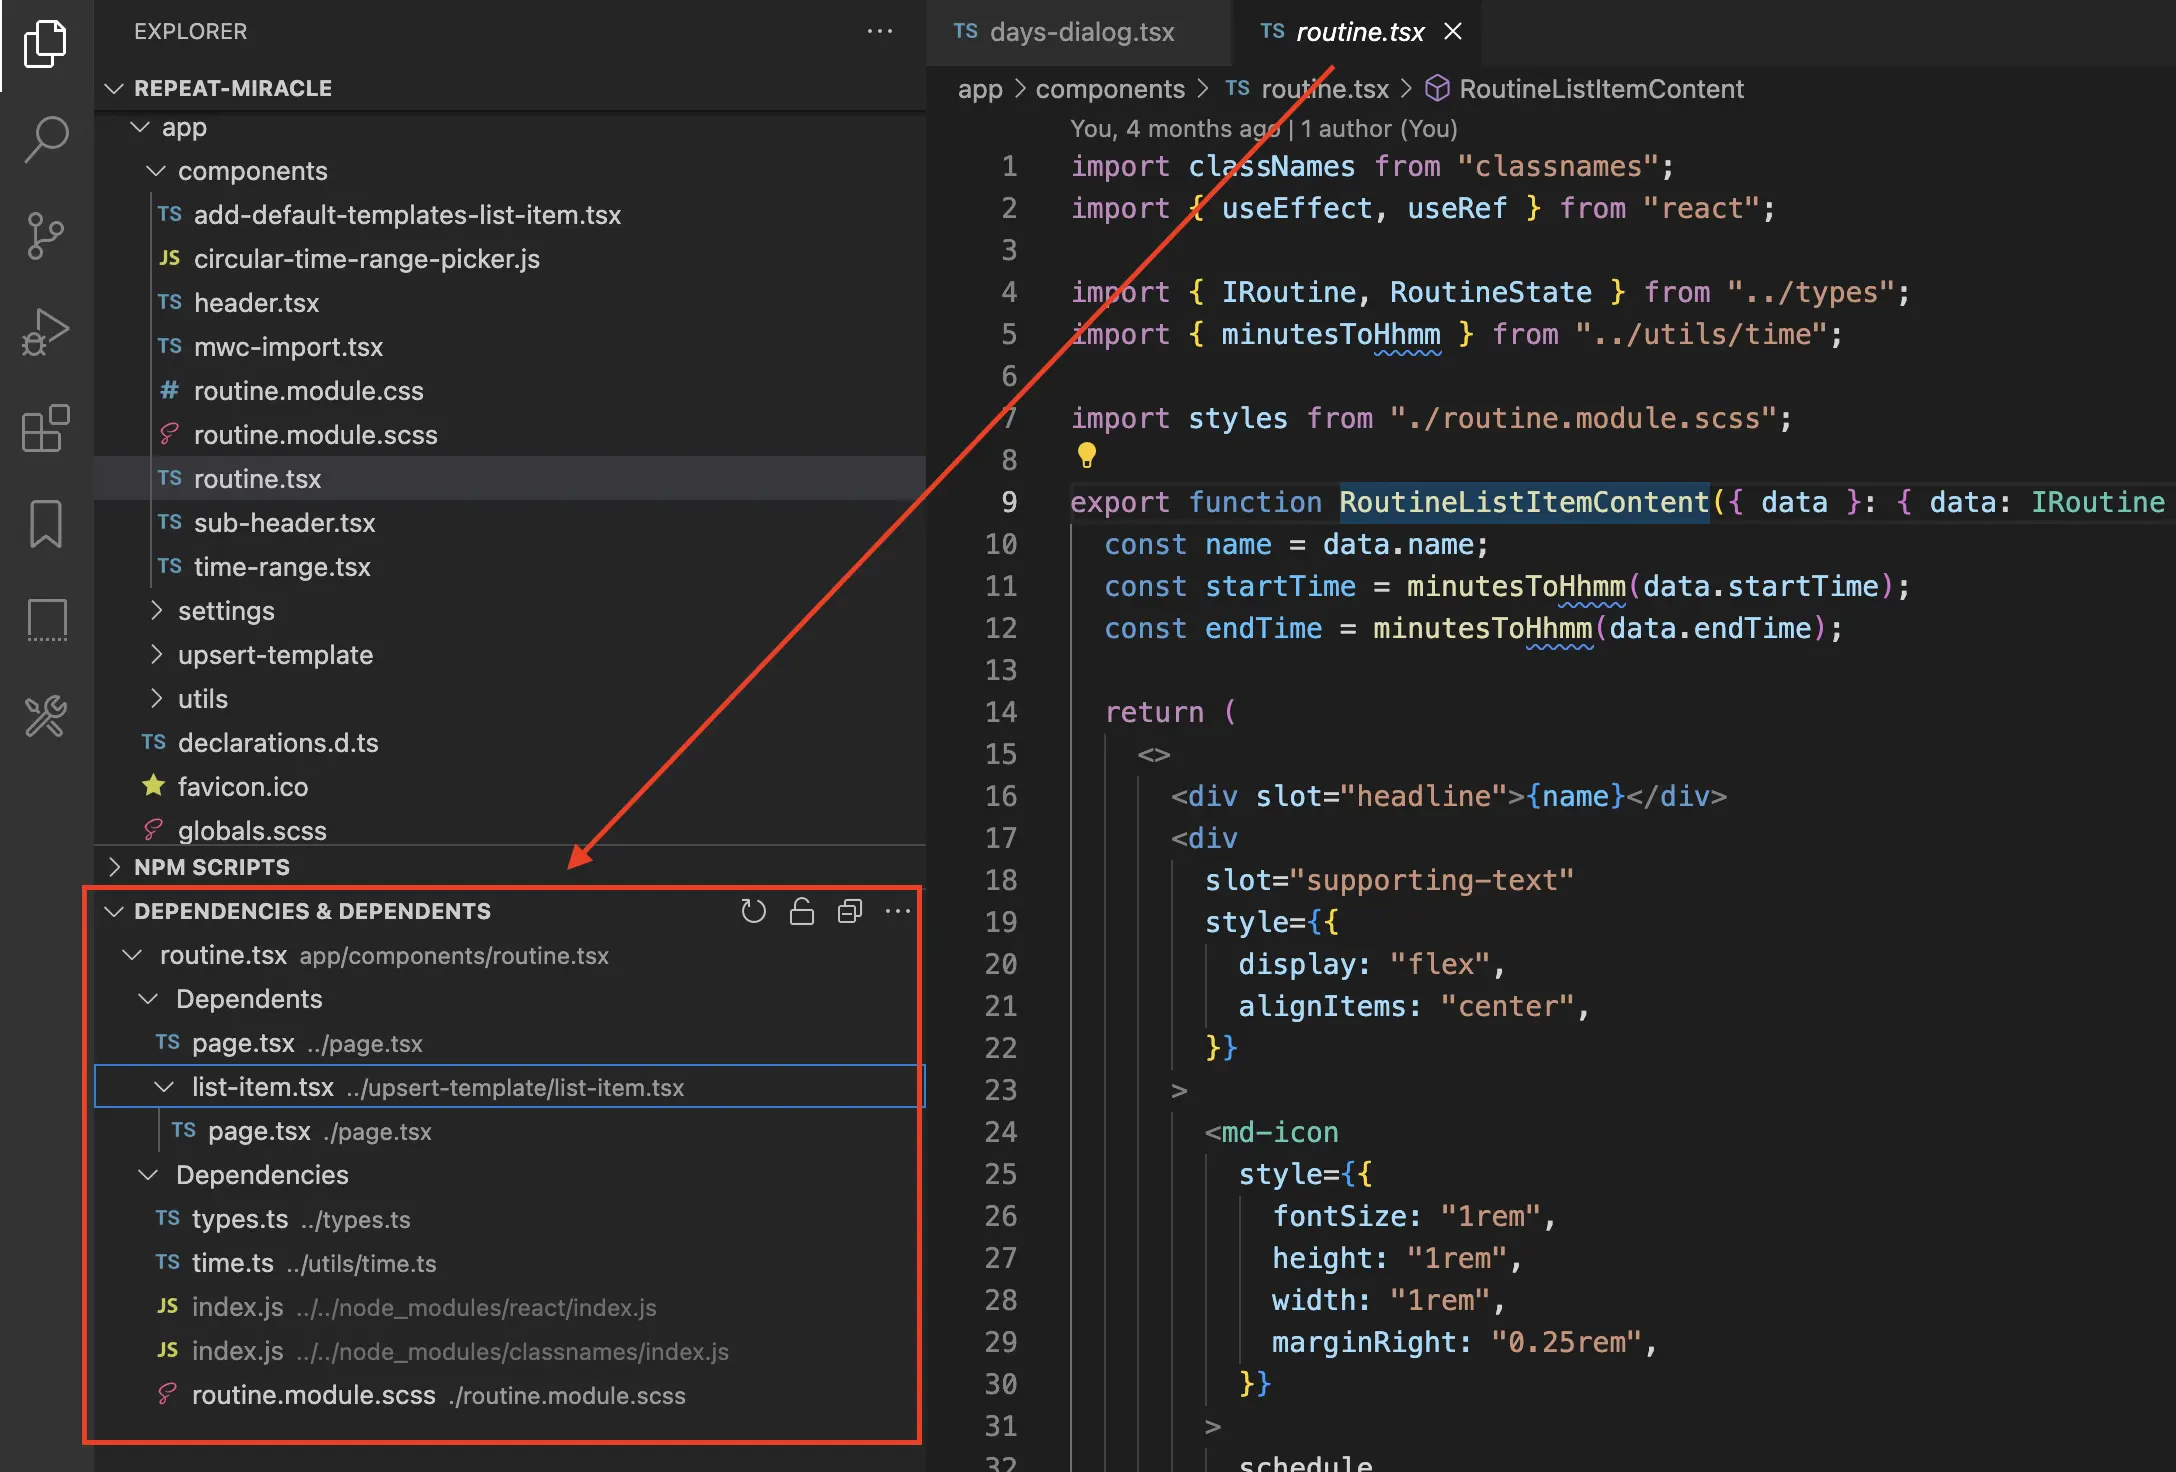 EXPLORER
REPEAT-MIRACLE
app
components
TS add-default-templates-list-item.tsx
JS circular-time-range-picker.js
TS header.tsx
TS mwc-import.tsx
# routine.module.css
routine.module.scss
TS routine.tsx
TS sub-header.tsx
TS time-range.tsx
settings
upsert-template
utils
TS declarations.d.ts
favicon.ico
globals.scss
NPM SCRIPTS
DEPENDENCIES & DEPENDENTS
routine.tsx app/components/routine.tsx
Dependents
TS page.tsx ../page.tsx
list-item.tsx ../upsert-template/list-item.tsx
TS page.tsx ./page.tsx
Dependencies
TS types.ts ../types.ts
TS time.ts ../utils/time.ts
JS index.js ../../node_modules/react/index.js
JS index.js ../../node_modules/classnames/index.js
routine.module.scss ./routine.module.scss
TS days-dialog.tsx
TS routine.tsx
app > components > TS routine.tsx > RoutineListItemContent
You, 4 months ago | 1 author (You)
1 import classNames from "classnames";
2 import { useEffect, useRef } from "react";
3
4 import { IRoutine, RoutineState } from "../types";
5 import { minutesToHhmm } from "../utils/time";
6
7 import styles from "./routine.module.scss";
8
9 export function RoutineListItemContent({ data }: { data: IRoutine
10 const name = data.name;
11 const startTime = minutesToHhmm(data.startTime);
12 const endTime = minutesToHhmm(data.endTime);
13
14 return (
15 <>
16 <div slot="headline">{name}</div>
17 <div
18 slot="supporting-text"
19 style={{
20 display: "flex",
21 alignItems: "center",
22 }}
23 >
24 <md-icon
25 style={{
26 fontSize: "1rem",
27 height: "1rem",
28 width: "1rem",
29 marginRight: "0.25rem",
30 }}
31 >
32 schedule